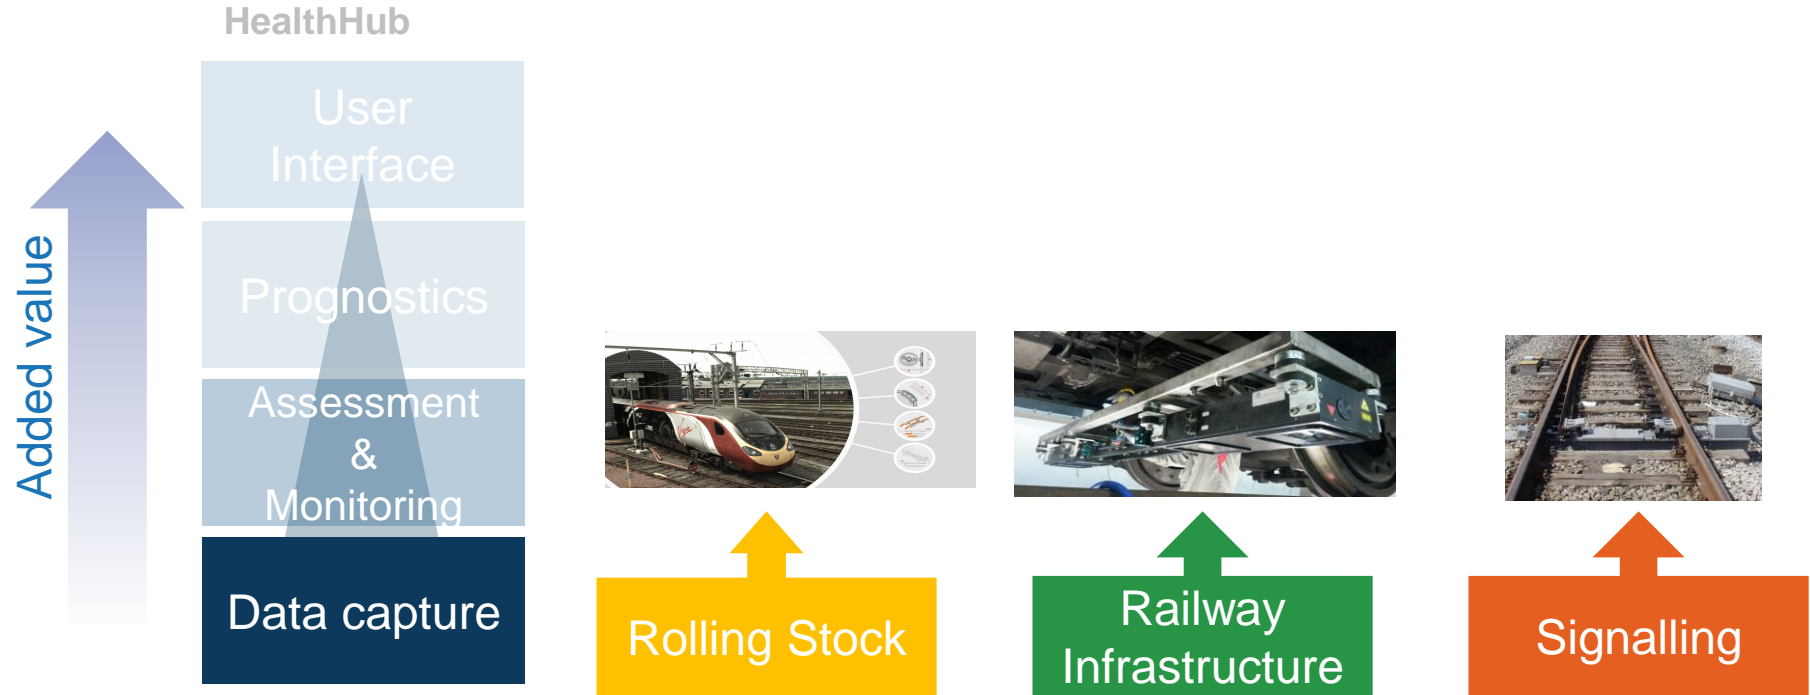 HealthHub
User
Interface
Prognostics
Assessment
&
Monitoring
Data capture
Added value
Rolling Stock
Railway
Infrastructure
Signalling